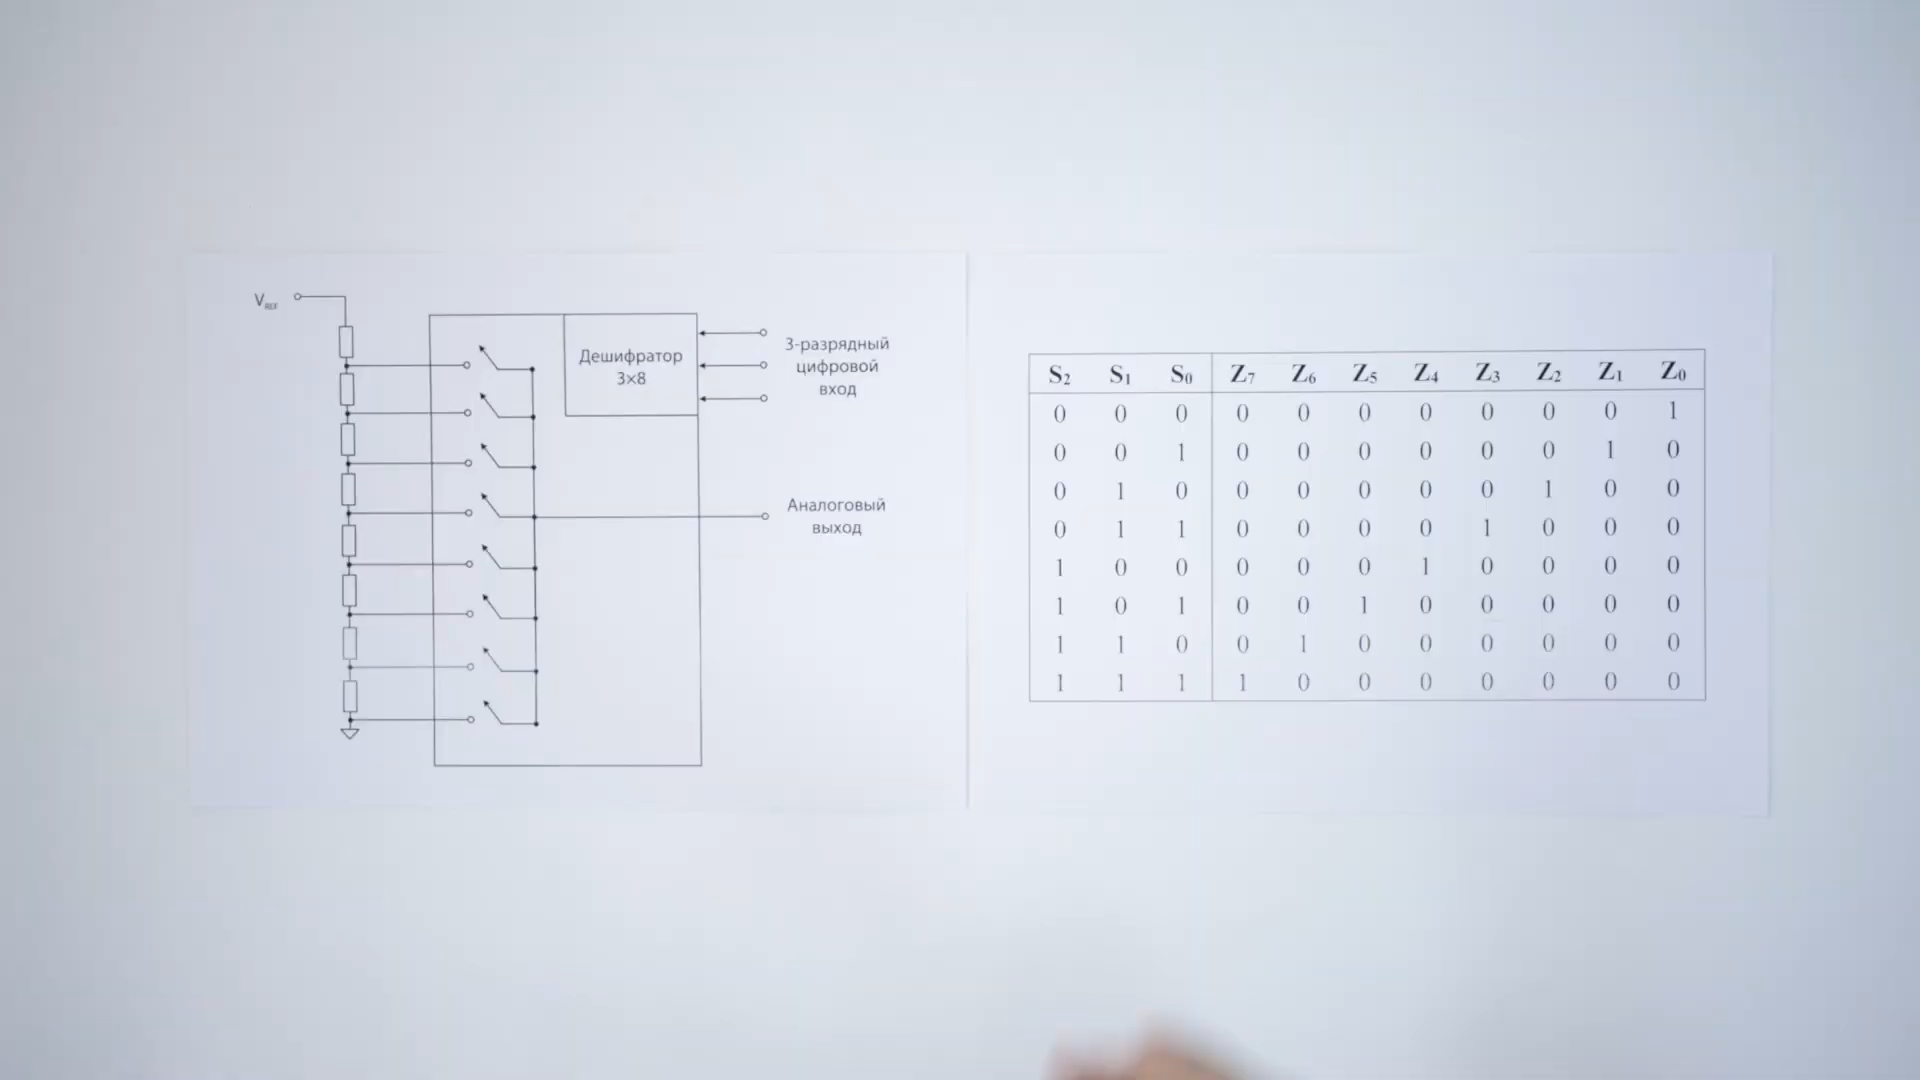 V REF
Дешифратор
3×8
3-разрядный
цифровой
вход
Аналоговый
выход
S₂ S₁ S₀ Z₇ Z₆ Z₅ Z₄ Z₃ Z₂ Z₁ Z₀
0 0 0 0 0 0 0 0 0 0 1
0 0 1 0 0 0 0 0 0 1 0
0 1 0 0 0 0 0 0 1 0 0
0 1 1 0 0 0 0 1 0 0 0
1 0 0 0 0 0 1 0 0 0 0
1 0 1 0 0 1 0 0 0 0 0
1 1 0 0 1 0 0 0 0 0 0
1 1 1 1 0 0 0 0 0 0 0